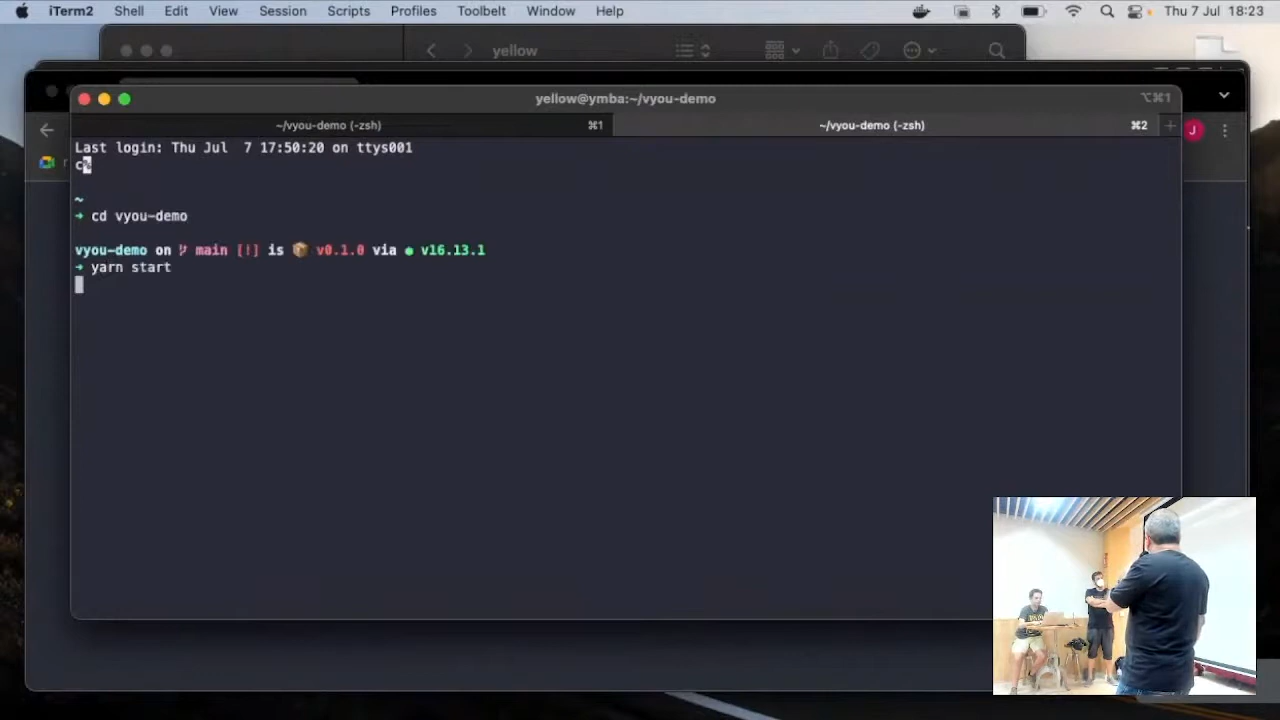 iTerm2 Shell Edit View Session Scripts Profiles Toolbelt Window Help Thu 7 Jul 18:23
yellow
yellow@ymba:~/vyou-demo ⌥⌘1
~/vyou-demo (-zsh) ⌘1 ~/vyou-demo (-zsh) ⌘2 +
J
Last login: Thu Jul  7 17:50:20 on ttys001
c%
~
➜ cd vyou-demo
vyou-demo on main [!] is 📦 v0.1.0 via ● v16.13.1
➜ yarn start